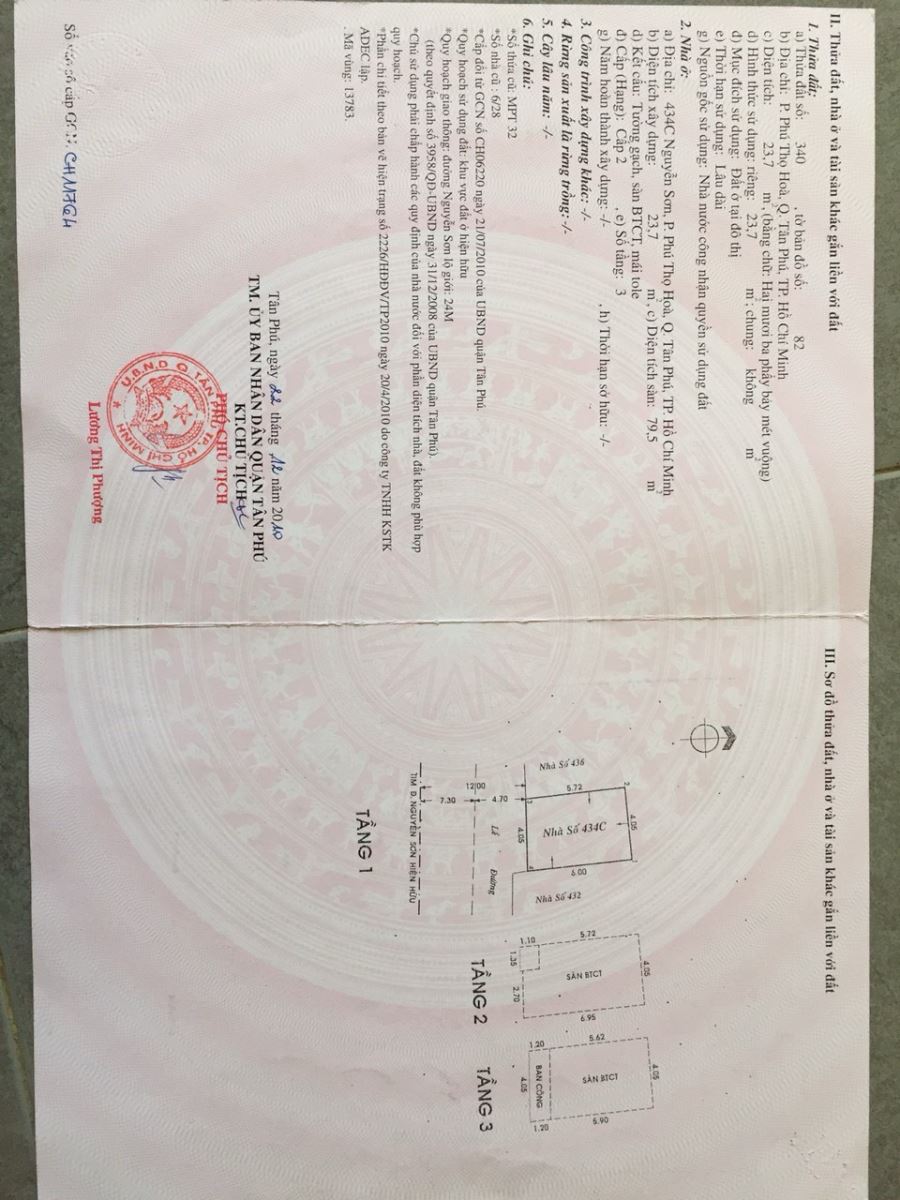 II. Thửa đất, nhà ở và tài sản khác gắn liền với đất
1. Thửa đất:
a) Thửa đất số: 340 , tờ bản đồ số: 82
b) Địa chỉ: P. Phú Thọ Hoà, Q. Tân Phú, TP. Hồ Chí Minh
c) Diện tích: 23,7 m², (bằng chữ: Hai mươi ba phẩy bảy mét vuông)
d) Hình thức sử dụng: riêng: 23,7 m²; chung: không m²
đ) Mục đích sử dụng: Đất ở tại đô thị
e) Thời hạn sử dụng: Lâu dài
g) Nguồn gốc sử dụng: Nhà nước công nhận quyền sử dụng đất
2. Nhà ở:
a) Địa chỉ: 434C Nguyễn Sơn, P. Phú Thọ Hoà, Q. Tân Phú, TP. Hồ Chí Minh
b) Diện tích xây dựng: 23,7 m², c) Diện tích sàn: 79,5 m²
d) Kết cấu: Tường gạch, sàn BTCT, mái tole
đ) Cấp (Hạng): Cấp 2 , e) Số tầng: 3
g) Năm hoàn thành xây dựng: -/- , h) Thời hạn sở hữu: -/-
3. Công trình xây dựng khác: -/-
4. Rừng sản xuất là rừng trồng: -/-
5. Cây lâu năm: -/-
6. Ghi chú:
*Số thửa cũ: MPT 32
*Số nhà cũ : 6/28
*Cấp đổi từ GCN số CH06220 ngày 21/07/2010 của UBND quận Tân Phú.
*Quy hoạch sử dụng đất: khu vực đất ở hiện hữu
*Quy hoạch giao thông: đường Nguyễn Sơn lộ giới: 24M
(theo quyết định số 3958/QĐ-UBND ngày 31/12/2008 của UBND quận Tân Phú).
*Chủ sử dụng phải chấp hành các quy định của nhà nước đối với phần diện tích nhà, đất không phù hợp
quy hoạch.
*Phần chi tiết theo bản vẽ hiện trạng số 2226/HĐĐV/TP2010 ngày 20/4/2010 do công ty TNHH KSTK
ADEC lập.
. Mã vùng: 13783.
Tân Phú, ngày 22 tháng 12 năm 2010
TM. ỦY BAN NHÂN DÂN QUẬN TÂN PHÚ
KT.CHỦ TỊCH
PHÓ CHỦ TỊCH
U.B.N.D Q. TÂN PHÚ TP. HỒ CHÍ MINH
Lương Thị Phượng
Số vào sổ cấp GCN: CH17614
III. Sơ đồ thửa đất, nhà ở và tài sản khác gắn liền với đất
Nhà Số 436
2
5.72
3
4.05
Nhà Số 434C
4.05
1
6.00
4
Nhà Số 432
12.00
7.30
4.70
Lề Đường
TIM Đ. NGUYỄN SƠN HIỆN HỮU
TẦNG 1
5.72
1.10
4.05
SÀN BTCT
1.35
2.70
6.95
TẦNG 2
5.62
1.20
4.05
SÀN BTCT
BAN CÔNG
4.05
5.90
1.20
TẦNG 3